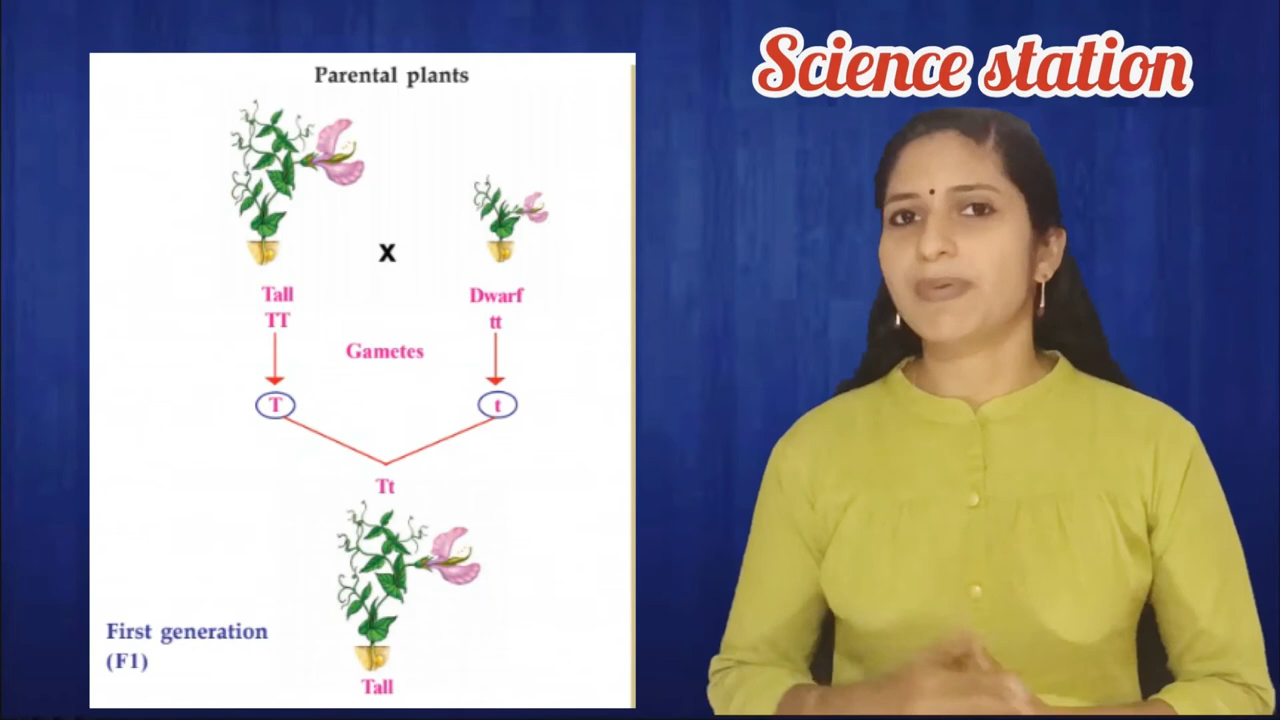 Science station
Parental plants
X
Tall
TT
Dwarf
tt
Gametes
T
t
Tt
First generation
(F1)
Tall